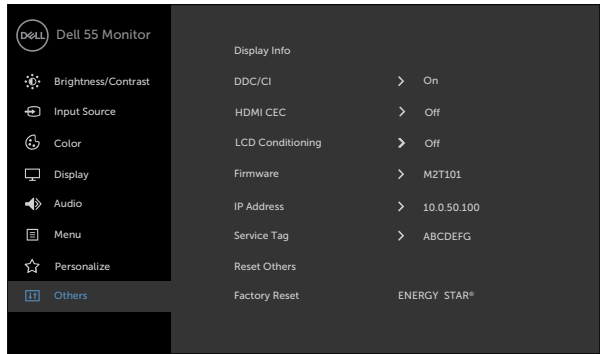 DELL Dell 55 Monitor
Display Info
Brightness/Contrast DDC/CI On
Input Source HDMI CEC Off
Color LCD Conditioning Off
Display Firmware M2T101
Audio IP Address 10.0.50.100
Menu Service Tag ABCDEFG
Personalize Reset Others
Others Factory Reset ENERGY STAR®